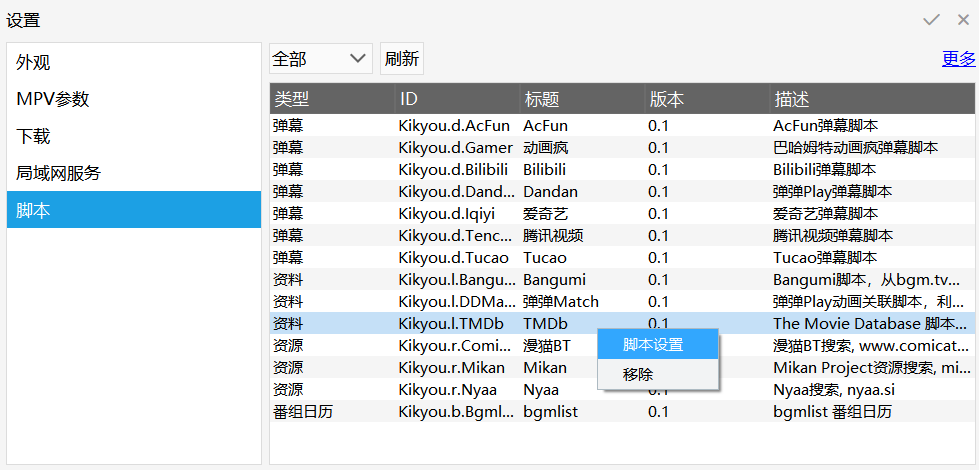 设置
外观
MPV参数
下载
局域网服务
脚本
全部 刷新 更多
类型 ID 标题 版本 描述
弹幕 Kikyou.d.AcFun AcFun 0.1 AcFun弹幕脚本
弹幕 Kikyou.d.Gamer 动画疯 0.1 巴哈姆特动画疯弹幕脚本
弹幕 Kikyou.d.Bilibili Bilibili 0.1 Bilibili弹幕脚本
弹幕 Kikyou.d.Dand... Dandan 0.1 弹弹Play弹幕脚本
弹幕 Kikyou.d.Iqiyi 爱奇艺 0.1 爱奇艺弹幕脚本
弹幕 Kikyou.d.Tenc... 腾讯视频 0.1 腾讯视频弹幕脚本
弹幕 Kikyou.d.Tucao Tucao 0.1 Tucao弹幕脚本
资料 Kikyou.l.Bangu... Bangumi 0.1 Bangumi脚本，从bgm.tv...
资料 Kikyou.l.DDMa... 弹弹Match 0.1 弹弹Play动画关联脚本，利...
资料 Kikyou.l.TMDb TMDb 0.1 The Movie Database 脚本...
资源 Kikyou.r.Comi... 漫猫BT 漫猫BT搜索, www.comicat...
资源 Kikyou.r.Mikan Mikan Mikan Project资源搜索, mi...
资源 Kikyou.r.Nyaa Nyaa 0.1 Nyaa搜索, nyaa.si
番组日历 Kikyou.b.Bgml... bgmlist 0.1 bgmlist 番组日历
脚本设置
移除